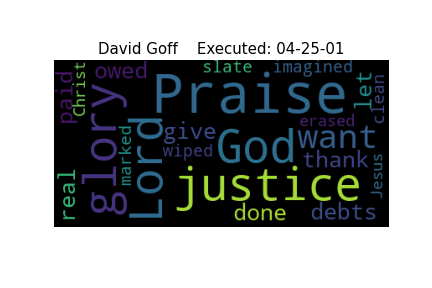 David Goff    Executed: 04-25-01
paid
Christ
owed
slate
imagined
let
clean
Praise
glory
marked
Lord
give
wiped
God
erased
want
thank
Jesus
real
justice
done
debts